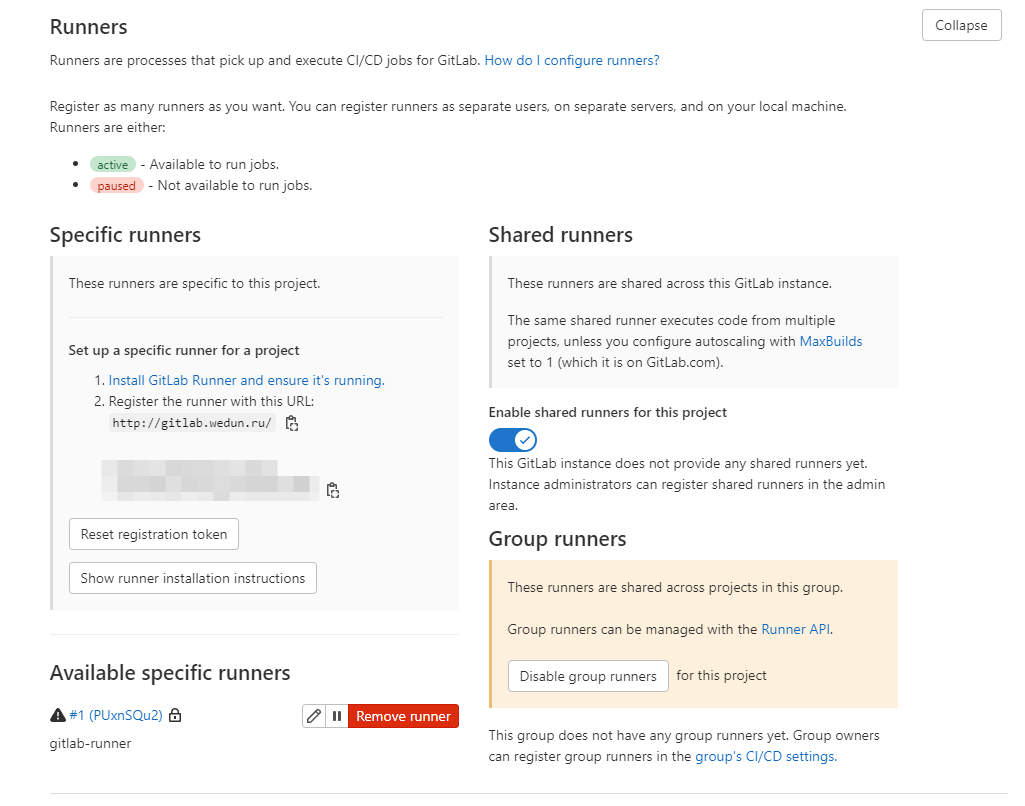 Runners
Collapse
Runners are processes that pick up and execute CI/CD jobs for GitLab. How do I configure runners?
Register as many runners as you want. You can register runners as separate users, on separate servers, and on your local machine.
Runners are either:
active - Available to run jobs.
paused - Not available to run jobs.
Specific runners
These runners are specific to this project.
Set up a specific runner for a project
1. Install GitLab Runner and ensure it's running.
2. Register the runner with this URL:
http://gitlab.wedun.ru/
Reset registration token
Show runner installation instructions
Available specific runners
#1 (PUxnSQu2)
Remove runner
gitlab-runner
Shared runners
These runners are shared across this GitLab instance.
The same shared runner executes code from multiple
projects, unless you configure autoscaling with MaxBuilds
set to 1 (which it is on GitLab.com).
Enable shared runners for this project
This GitLab instance does not provide any shared runners yet.
Instance administrators can register shared runners in the admin
area.
Group runners
These runners are shared across projects in this group.
Group runners can be managed with the Runner API.
Disable group runners for this project
This group does not have any group runners yet. Group owners
can register group runners in the group's CI/CD settings.